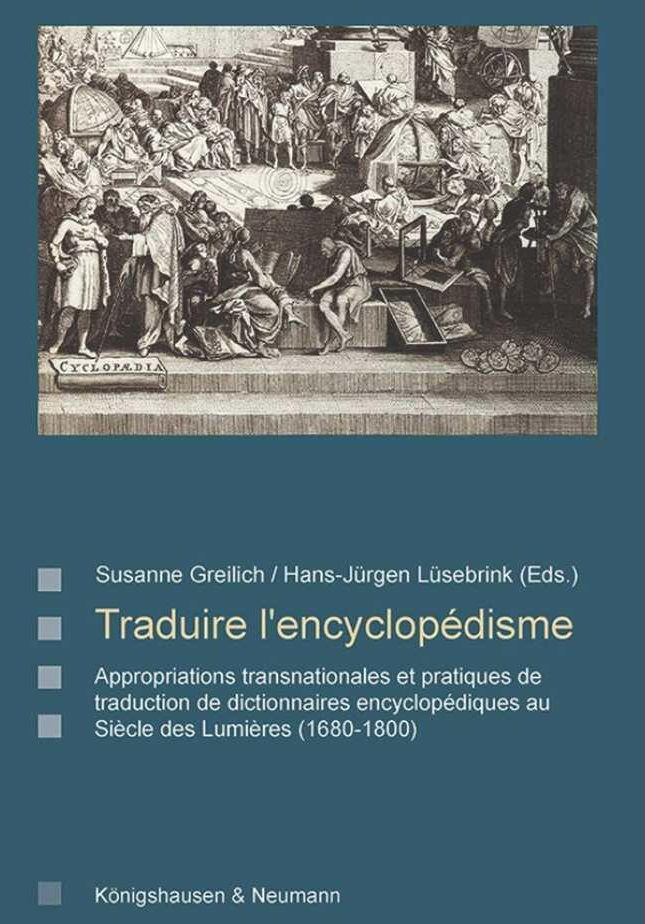 CYCLOPÆDIA
Susanne Greilich / Hans-Jürgen Lüsebrink (Eds.)
Traduire l'encyclopédisme
Appropriations transnationales et pratiques de
traduction de dictionnaires encyclopédiques au
Siècle des Lumières (1680-1800)
Königshausen & Neumann